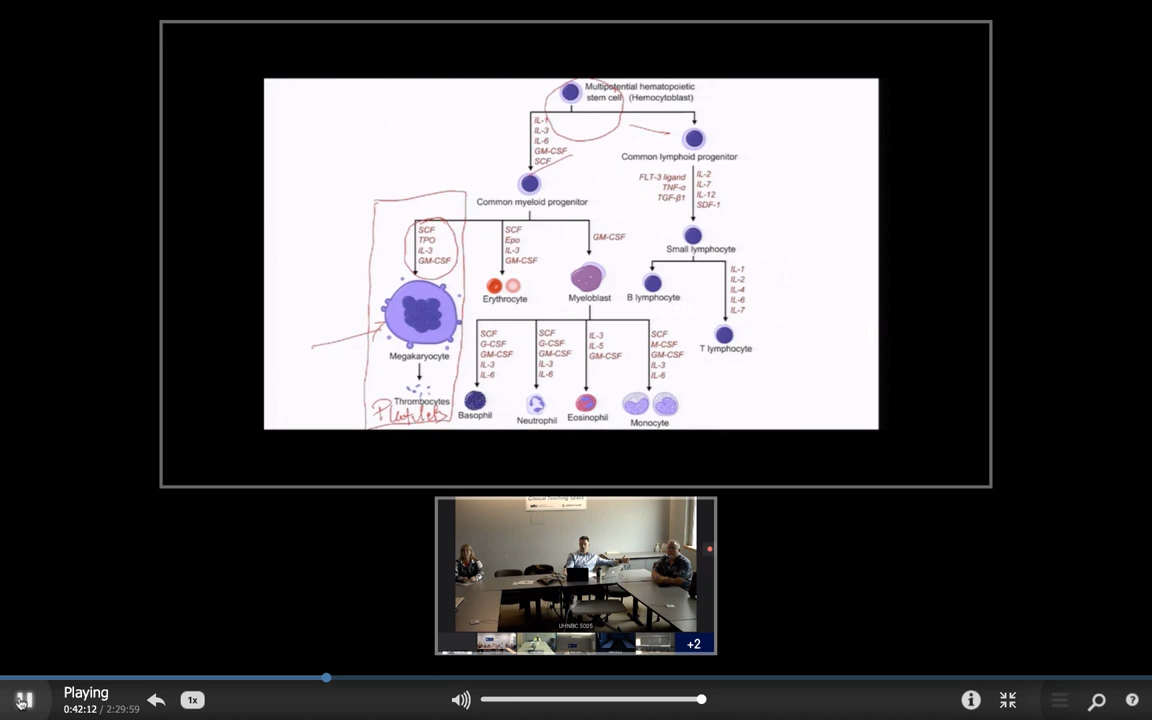 Multipotential hematopoietic
stem cell (Hemocytoblast)
IL-1
IL-3
IL-6
GM-CSF
SCF
Common lymphoid progenitor
Common myeloid progenitor
FLT-3 ligand
TNF-α
TGF-β1
IL-2
IL-7
IL-12
SDF-1
SCF
TPO
IL-3
GM-CSF
SCF
Epo
IL-3
GM-CSF
GM-CSF
Small lymphocyte
Erythrocyte
Myeloblast
B lymphocyte
IL-1
IL-2
IL-4
IL-6
IL-7
T lymphocyte
Megakaryocyte
Thrombocytes
Platelets
SCF
G-CSF
GM-CSF
IL-3
IL-6
SCF
G-CSF
GM-CSF
IL-3
IL-6
IL-3
IL-5
GM-CSF
SCF
M-CSF
GM-CSF
IL-3
IL-6
Basophil
Neutrophil
Eosinophil
Monocyte
Clinical Teaching Space
UHNBC 5005
+2
Playing
0:42:12 / 2:29:59
1x